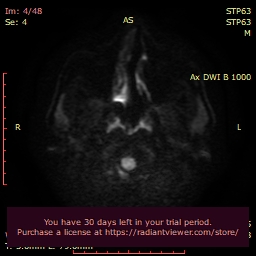 Im: 4/48
Se: 4
AS
STP63
STP63
M
Ax DWI B 1000
R
L
You have 30 days left in your trial period.
Purchase a license at https://radiantviewer.com/store/